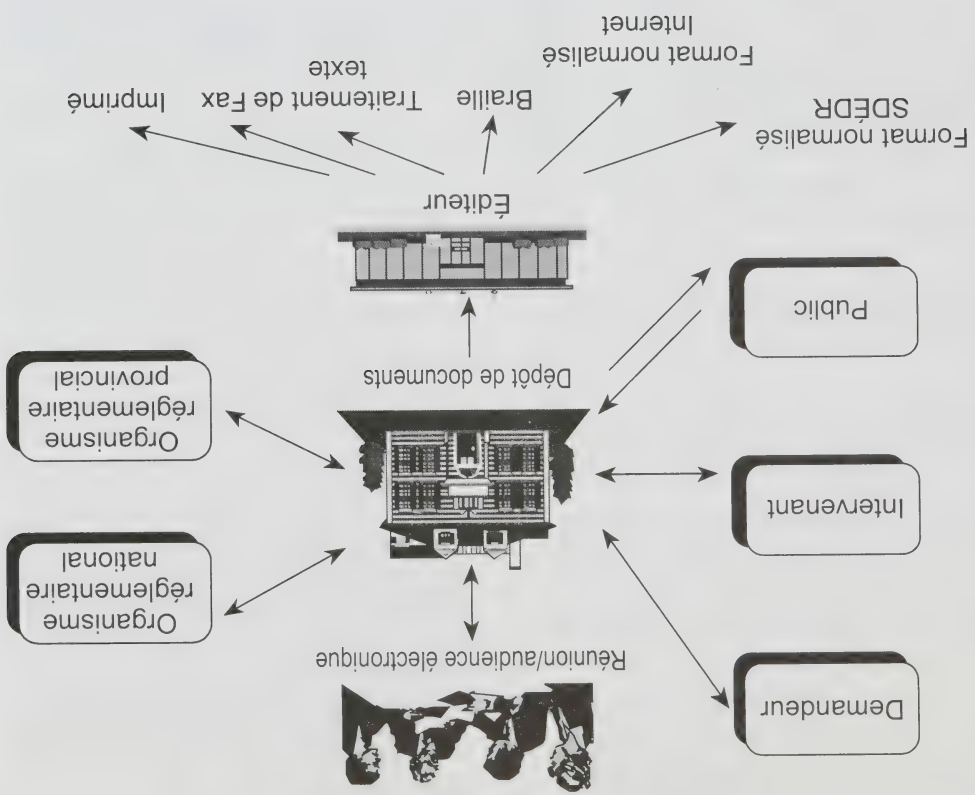 Réunion/audience électronique
Demandeur
Organisme
réglementaire
national
Intervenant
Dépôt de documents
Organisme
réglementaire
provincial
Public
Éditeur
Format normalisé
SDÉDR
Format normalisé
Internet
Braille
Traitement de
texte
Fax
Imprimé